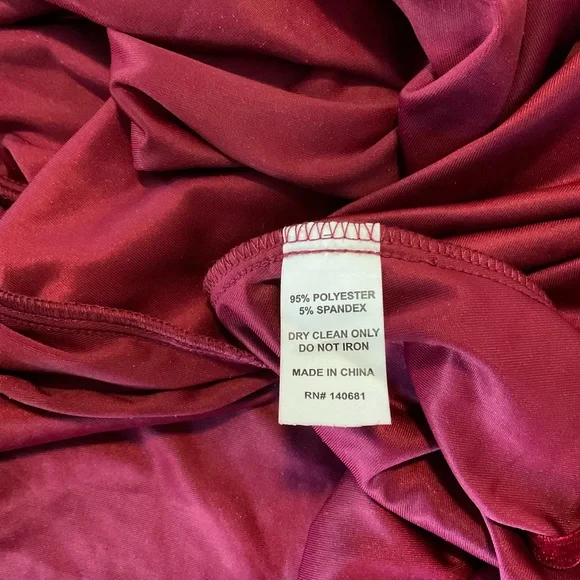 95% POLYESTER
5% SPANDEX
DRY CLEAN ONLY
DO NOT IRON
MADE IN CHINA
RN# 140681